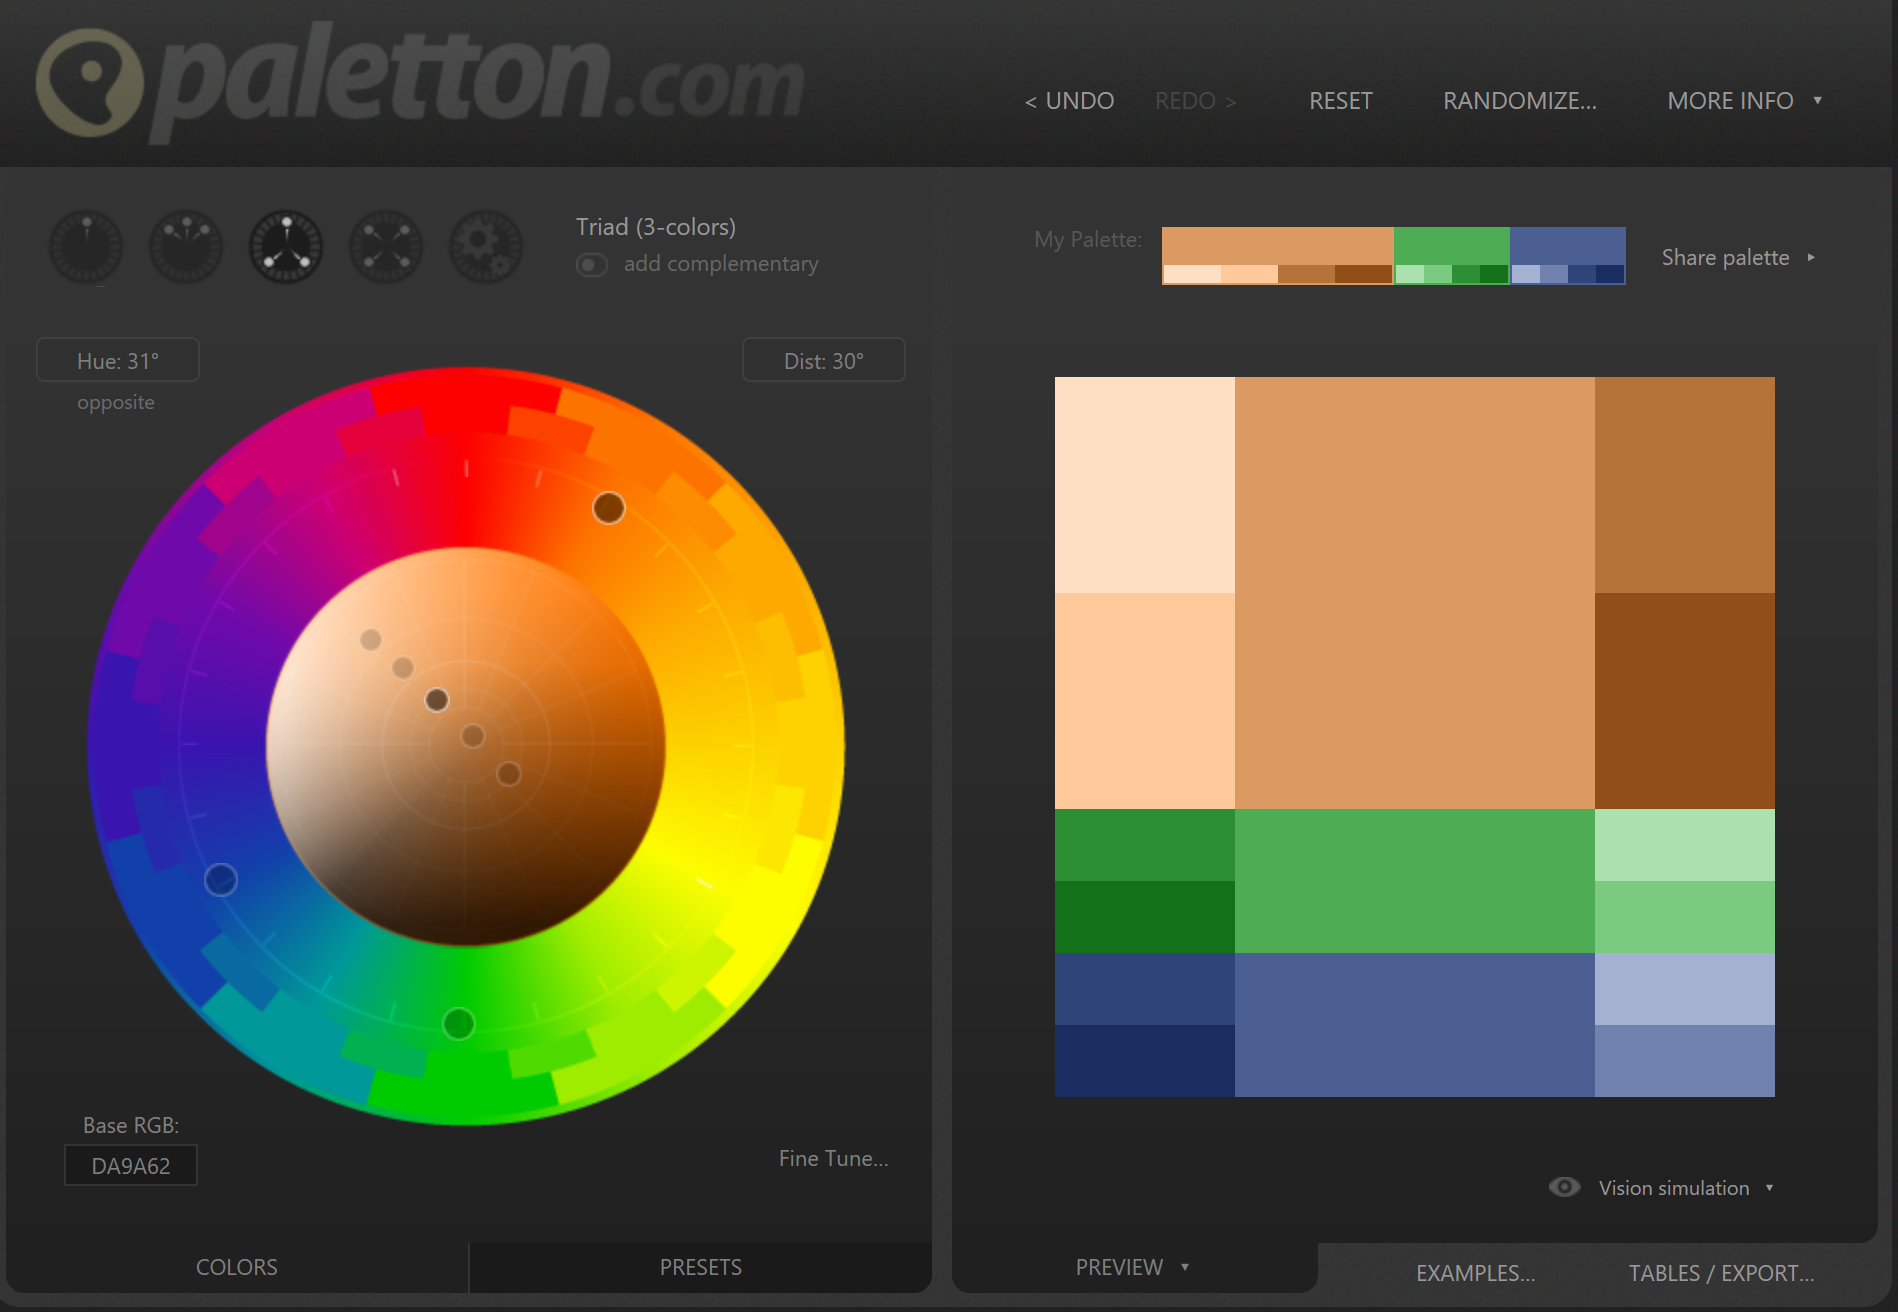 paletton.com
< UNDO
REDO >
RESET
RANDOMIZE...
MORE INFO ▼
Triad (3-colors)
add complementary
My Palette:
Share palette ▸
Hue: 31°
Dist: 30°
opposite
Base RGB:
DA9A62
Fine Tune...
Vision simulation ▼
COLORS
PRESETS
PREVIEW ▼
EXAMPLES...
TABLES / EXPORT...